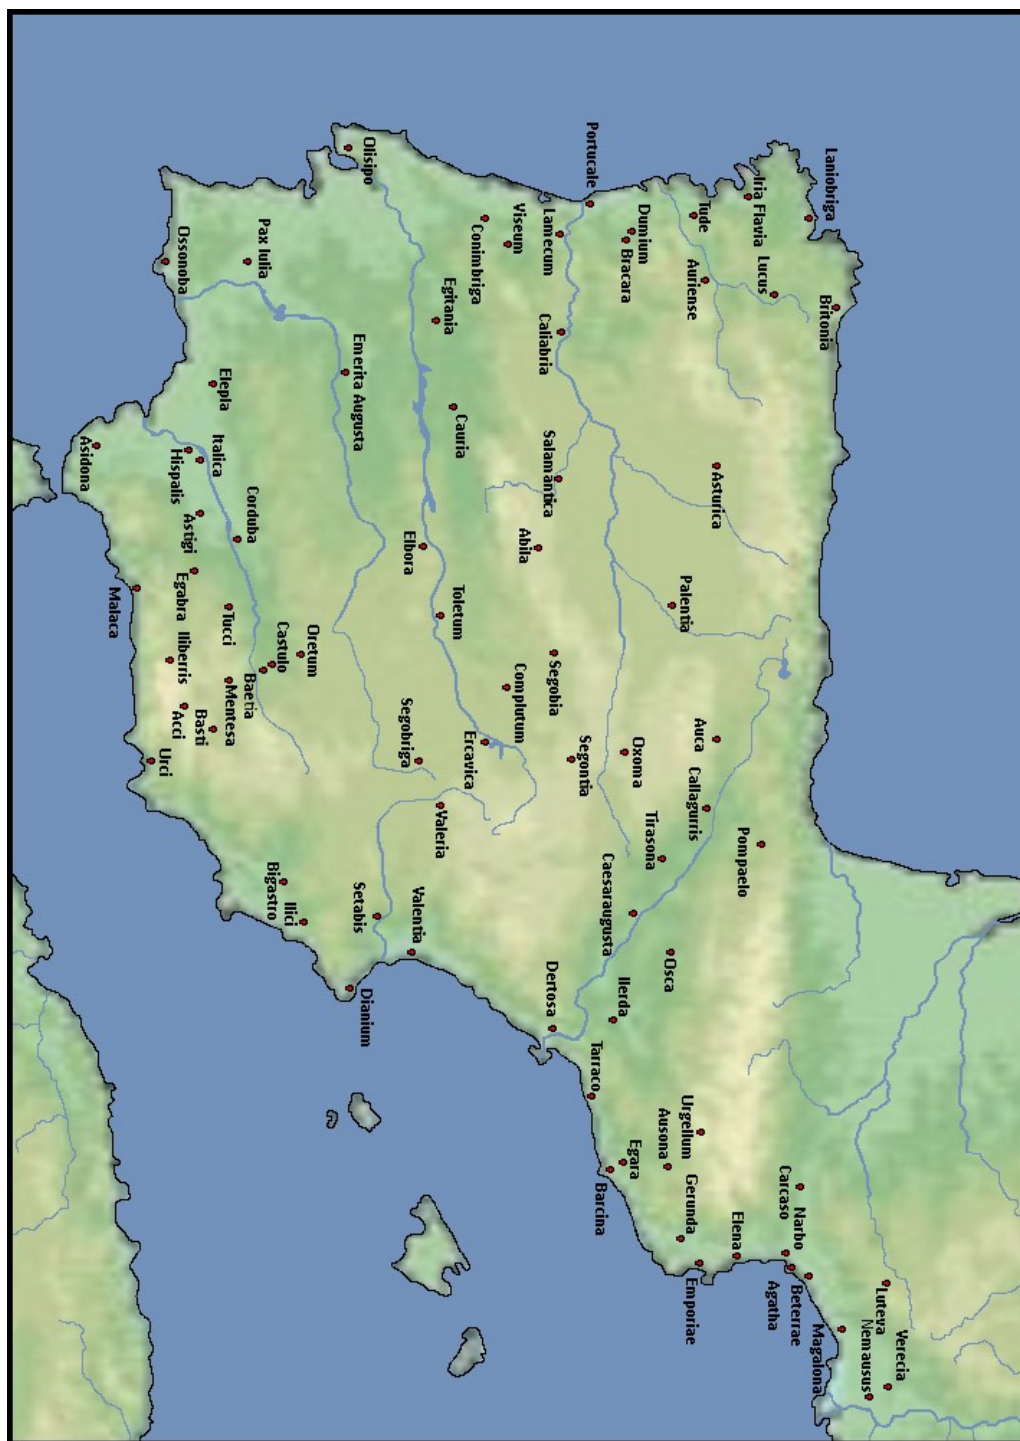 Laniobriga
Britonia
Iria Flavia
Lucus
Tude
Auriense
Asturica
Dumium
Bracara
Portucale
Palentia
Auca
Pompaelo
Callagurris
Oxoma
Tirasona
Caesaraugusta
Osca
Ilerda
Urgellum
Ausona
Gerunda
Egara
Barcina
Emporiae
Elena
Carcaso
Narbo
Beterrae
Agatha
Magalona
Luteva
Nemausus
Verecia
Lamecum
Viseum
Conimbriga
Caliabria
Salamantica
Abila
Segobia
Segontia
Complutum
Ercavica
Dertosa
Tarraco
Egitania
Cauria
Elbora
Toletum
Segobriga
Valeria
Valentia
Setabis
Dianium
Olisipo
Emerita Augusta
Pax Iulia
Ossonoba
Elepla
Italica
Hispalis
Corduba
Astigi
Egabra
Tucci
Oretum
Castulo
Baetia
Mentesa
Iliberris
Acci
Basti
Urci
Bigastro
Ilici
Asidona
Malaca